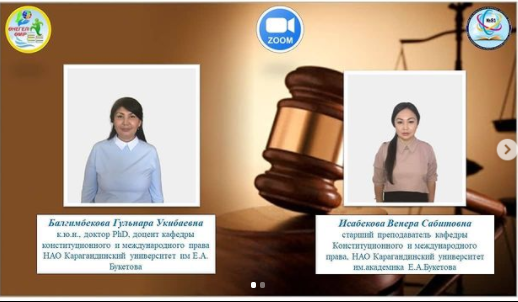 ZOOM
Балгимбекова Гульнара Укибаевна
к.ю.н., доктор PhD, доцент кафедры
конституционного и международного права
НАО Карагандинский университет им Е.А.
Букетова
Исабекова Венера Сабитовна
старший преподаватель кафедры
Конституционного и международного
права, НАО Карагандинский университет
им.академика Е.А.Букетова